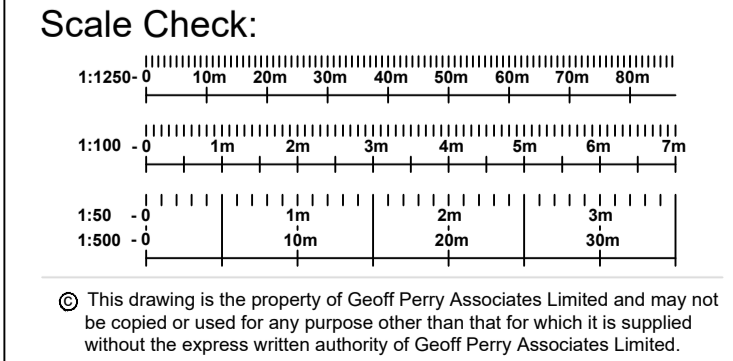 Scale Check:
1:1250- 0 10m 20m 30m 40m 50m 60m 70m 80m
1:100 - 0 1m 2m 3m 4m 5m 6m 7m
1:50 - 0 1m 2m 3m
1:500 - 0 10m 20m 30m
© This drawing is the property of Geoff Perry Associates Limited and may not
be copied or used for any purpose other than that for which it is supplied
without the express written authority of Geoff Perry Associates Limited.